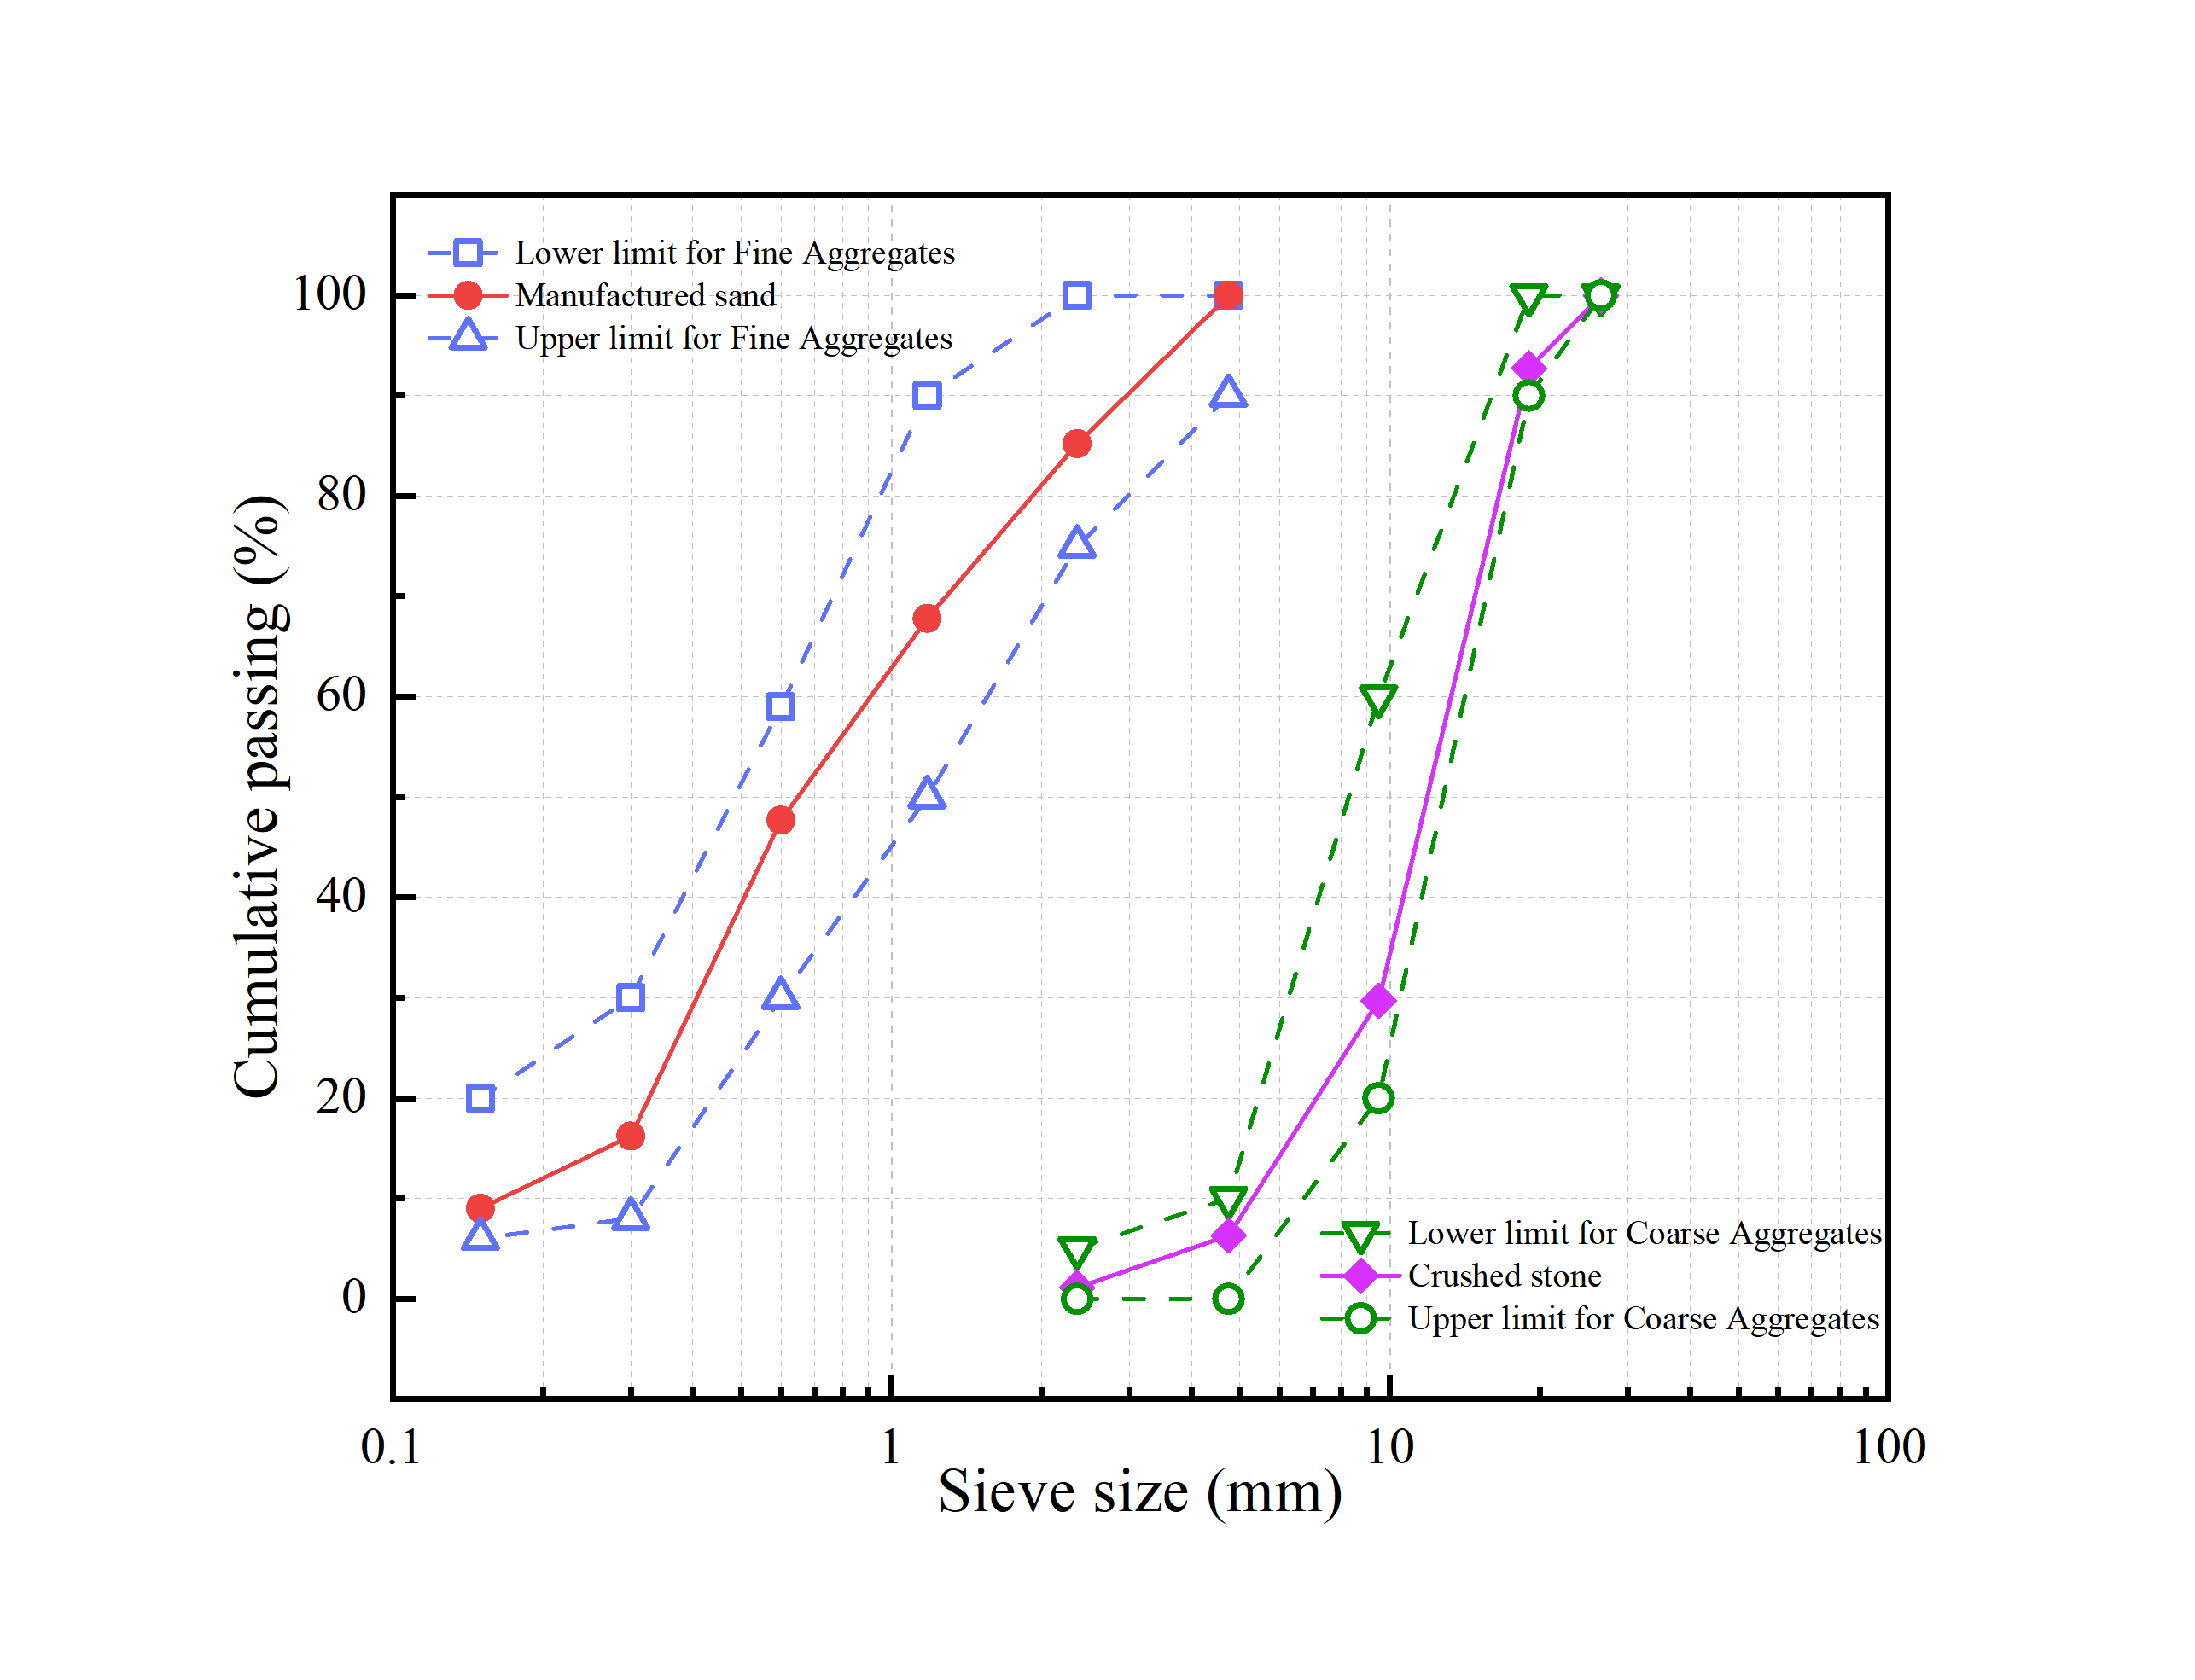 Lower limit for Fine Aggregates
Manufactured sand
Upper limit for Fine Aggregates
100
80
60
40
20
0
Cumulative passing (%)
Lower limit for Coarse Aggregates
Crushed stone
Upper limit for Coarse Aggregates
0.1
1
10
100
Sieve size (mm)